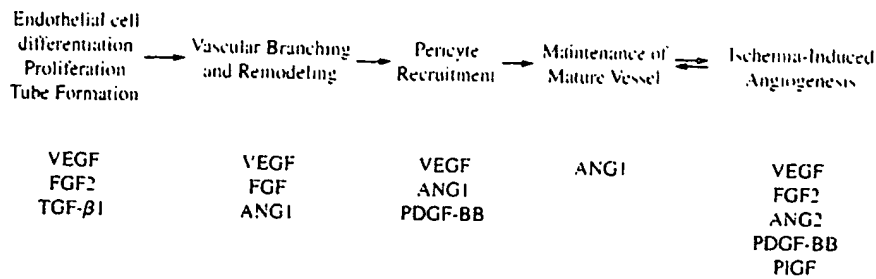 Endothelial cell
differentiation
Proliferation
Tube Formation
Vascular Branching
and Remodeling
Pericyte
Recruitment
Maintenance of
Mature Vessel
Ischemia-Induced
Angiogenesis
VEGF
FGF2
TGF-β1
VEGF
FGF
ANG1
VEGF
ANG1
PDGF-BB
ANG1
VEGF
FGF2
ANG2
PDGF-BB
PlGF